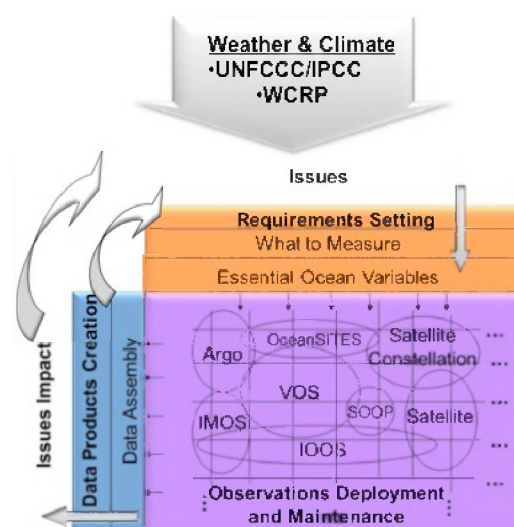 Weather & Climate
•UNFCCC/IPCC
•WCRP
Issues
Requirements Setting
What to Measure
Essential Ocean Variables
Argo
OceanSITES
Satellite
Constellation
VOS
SOOP
IMOS
Satellite
IOOS
Observations Deployment
and Maintenance
Data Assembly
Data Products Creation
Issues Impact